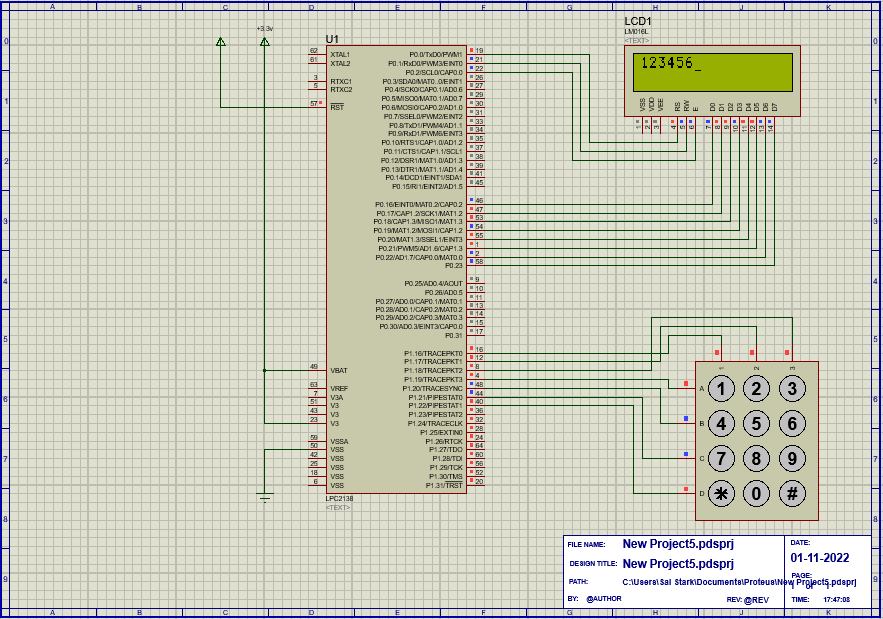 A B C D E F G H J K
LCD1
LM016L
<TEXT>
+3.3v
U1
0
123456_
62 XTAL1 P0.0/TxD0/PWM1 19
61 XTAL2 P0.1/RxD0/PWM3/EINT0 21
P0.2/SCL0/CAP0.0 22
3 RTXC1 P0.3/SDA0/MAT0.0/EINT1 26
5 RTXC2 P0.4/SCK0/CAP0.1/AD0.6 27
P0.5/MISO0/MAT0.1/AD0.7 29
57 RST P0.6/MOSI0/CAP0.2/AD1.0 30
P0.7/SSEL0/PWM2/EINT2 31
P0.8/TxD1/PWM4/AD1.1 33
P0.9/RxD1/PWM6/EINT3 34
P0.10/RTS1/CAP1.0/AD1.2 35
P0.11/CTS1/CAP1.1/SCL1 37
P0.12/DSR1/MAT1.0/AD1.3 38
P0.13/DTR1/MAT1.1/AD1.4 39
P0.14/DCD1/EINT1/SDA1 41
P0.15/RI1/EINT2/AD1.5 45
VSS VDD VEE RS RW E D0 D1 D2 D3 D4 D5 D6 D7
1 2 3 4 5 6 7 8 9 10 11 12 13 14
1
2
P0.16/EINT0/MAT0.2/CAP0.2 46
P0.17/CAP1.2/SCK1/MAT1.2 47
P0.18/CAP1.3/MISO1/MAT1.3 53
P0.19/MAT1.2/MOSI1/CAP1.2 54
P0.20/MAT1.3/SSEL1/EINT3 55
P0.21/PWM5/AD1.6/CAP1.3 1
P0.22/AD1.7/CAP0.0/MAT0.0 2
P0.23 58
3
4
P0.25/AD0.4/AOUT 9
P0.26/AD0.5 10
P0.27/AD0.0/CAP0.1/MAT0.1 11
P0.28/AD0.1/CAP0.2/MAT0.2 13
P0.29/AD0.2/CAP0.3/MAT0.3 14
P0.30/AD0.3/EINT3/CAP0.0 15
P0.31 17
5
P1.16/TRACEPKT0 16
P1.17/TRACEPKT1 12
49 VBAT P1.18/TRACEPKT2 8
P1.19/TRACEPKT3 4
63 VREF P1.20/TRACESYNC 48
7 V3A P1.21/PIPESTAT0 44
51 V3 P1.22/PIPESTAT1 40
43 V3 P1.23/PIPESTAT2 36
23 V3 P1.24/TRACECLK 32
P1.25/EXTIN0 28
59 VSSA P1.26/RTCK 24
50 VSS P1.27/TDO 64
42 VSS P1.28/TDI 60
25 VSS P1.29/TCK 56
18 VSS P1.30/TMS 52
6 VSS P1.31/TRST 20
LPC2138
<TEXT>
1 2 3
A 1 2 3
B 4 5 6
C 7 8 9
D * 0 #
6
7
8
9
FILE NAME: New Project5.pdsprj
DESIGN TITLE: New Project5.pdsprj
PATH: C:\Users\Sai Stark\Documents\Proteus\New Project5.pdsprj
BY: @AUTHOR REV: @REV
DATE:
01-11-2022
PAGE:
TIME: 17:47:08
A B C D E F G H J K